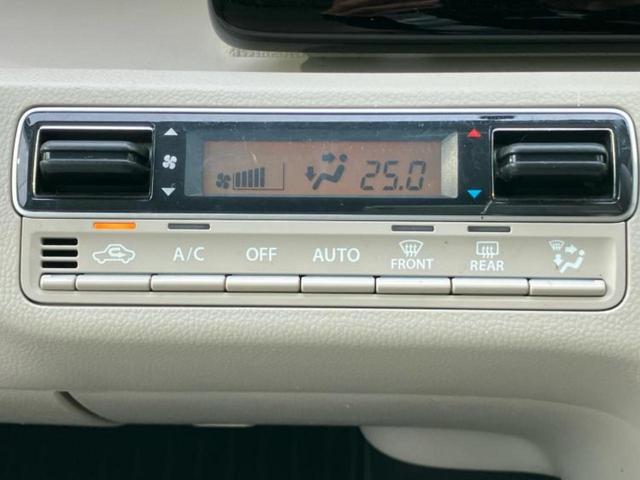 25.0
A/C OFF AUTO FRONT REAR